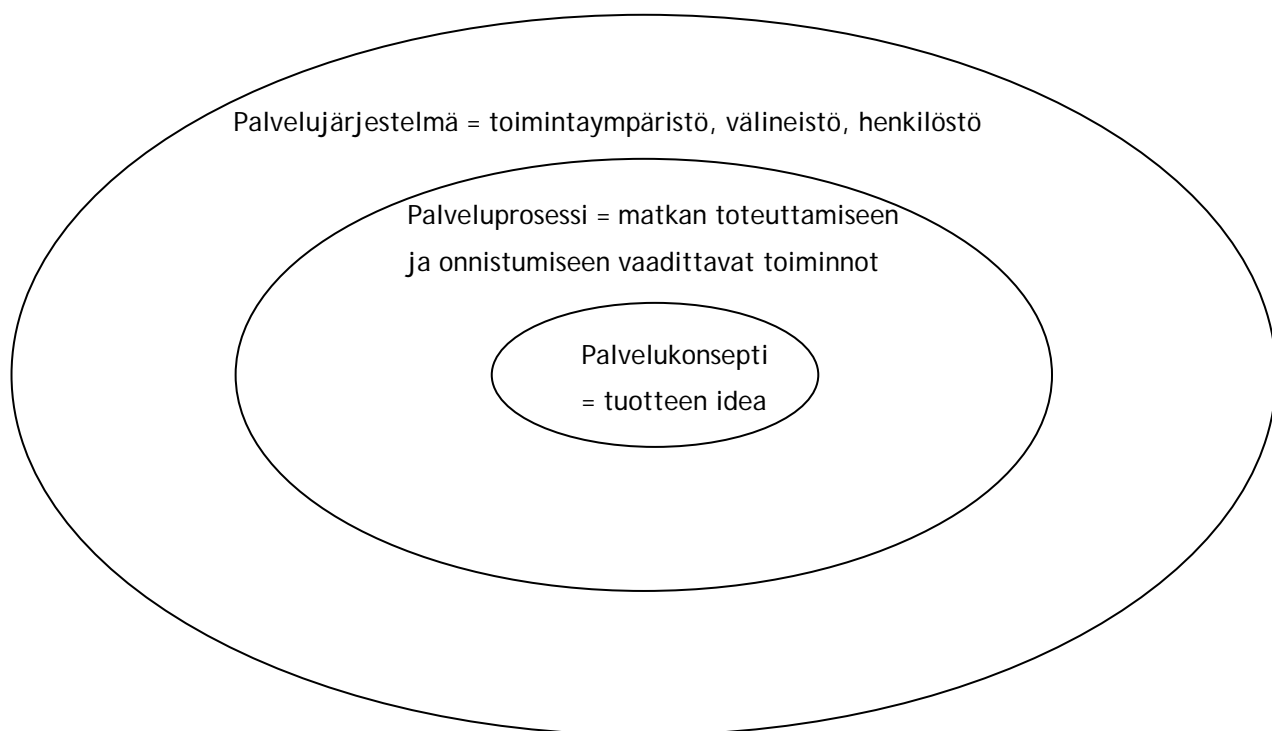 Palvelujärjestelmä = toimintaympäristö, välineistö, henkilöstö
Palveluprosessi = matkan toteuttamiseen
ja onnistumiseen vaadittavat toiminnot
Palvelukonsepti
= tuotteen idea